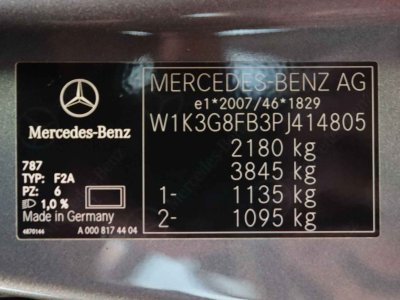 MERCEDES-BENZ AG
e1*2007/46*1829
W1K3G8FB3PJ414805
2180 kg
3845 kg
1- 1135 kg
2- 1095 kg
Mercedes-Benz
787
TYP: F2A
PZ: 6
1,0 %
Made in Germany
4870146 A 000 817 44 04